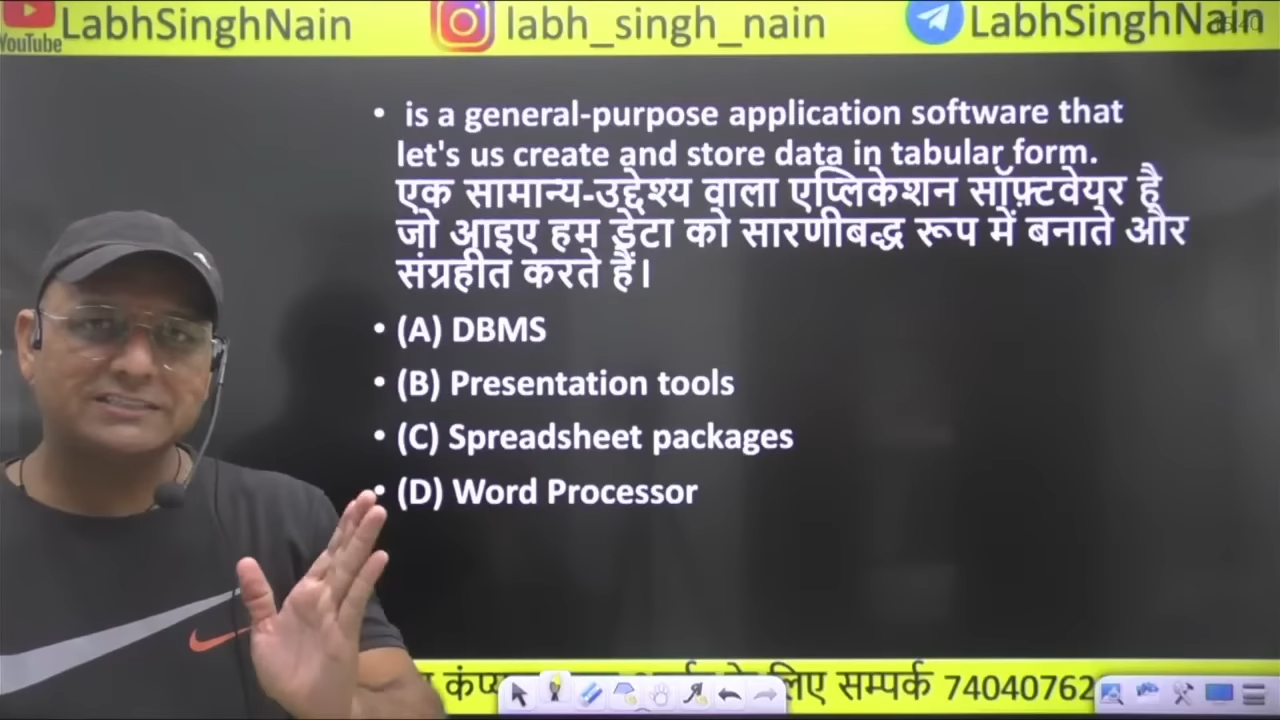 YouTube LabhSinghNain labh_singh_nain LabhSinghNain
• is a general-purpose application software that
let's us create and store data in tabular form.
एक सामान्य-उद्देश्य वाला एप्लिकेशन सॉफ़्टवेयर है
जो आइए हम डेटा को सारणीबद्ध रूप में बनाते और
संग्रहीत करते हैं।
• (A) DBMS
• (B) Presentation tools
• (C) Spreadsheet packages
• (D) Word Processor
लिए सम्पर्क 74040762